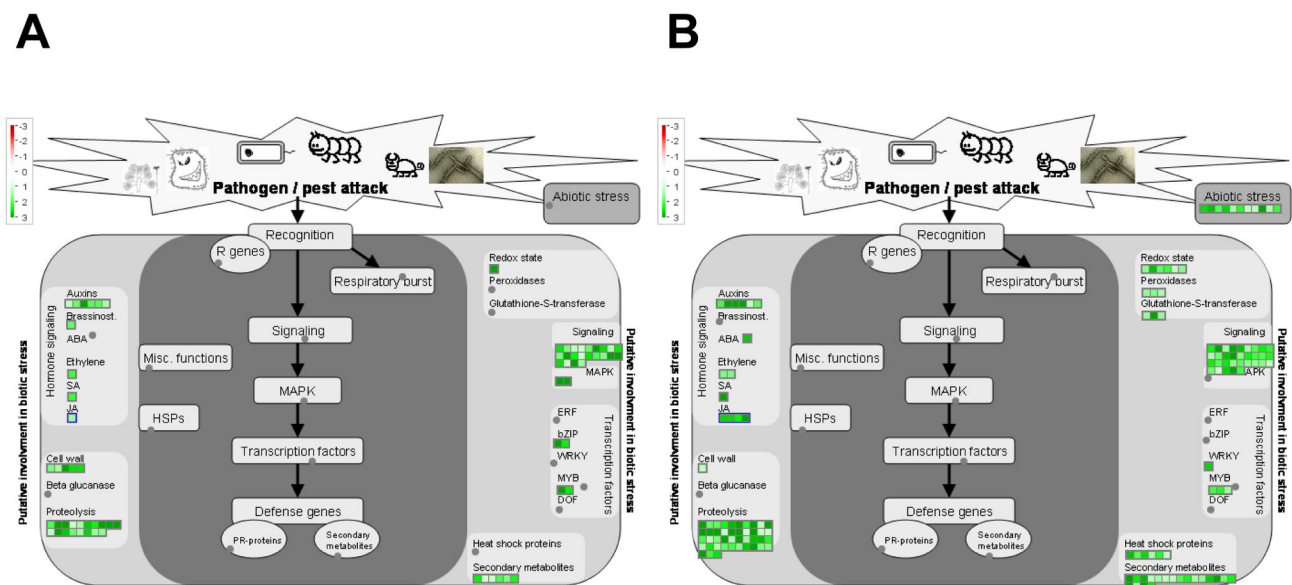 A
B
-3
-3
-1
0
1
2
3
Pathogen / pest attack
Abiotic stress
Recognition
R genes
Respiratory burst
Redox state
Peroxidases
Glutathione-S-transferase
Hormone signaling
Auxins
Brassinost.
ABA
Ethylene
SA
JA
Signaling
Misc. functions
MAPK
HSPs
Transcription factors
Defense genes
PR-proteins
Secondary
metabolites
Signaling
MAPK
ERF
bZIP
WRKY
MYB
DOF
Transcription factors
Cell wall
Beta glucanase
Proteolysis
Heat shock proteins
Secondary metabolites
Putative involvment in biotic stress
Putative involvment in biotic stress
-3
-3
-1
0
1
2
3
Pathogen / pest attack
Abiotic stress
Recognition
R genes
Respiratory burst
Redox state
Peroxidases
Glutathione-S-transferase
Hormone signaling
Auxins
Brassinost.
ABA
Ethylene
SA
JA
Signaling
Misc. functions
MAPK
HSPs
Transcription factors
Defense genes
PR-proteins
Secondary
metabolites
Signaling
APK
ERF
bZIP
WRKY
MYB
DOF
Transcription factors
Cell wall
Beta glucanase
Proteolysis
Heat shock proteins
Secondary metabolites
Putative involvment in biotic stress
Putative involvment in biotic stress